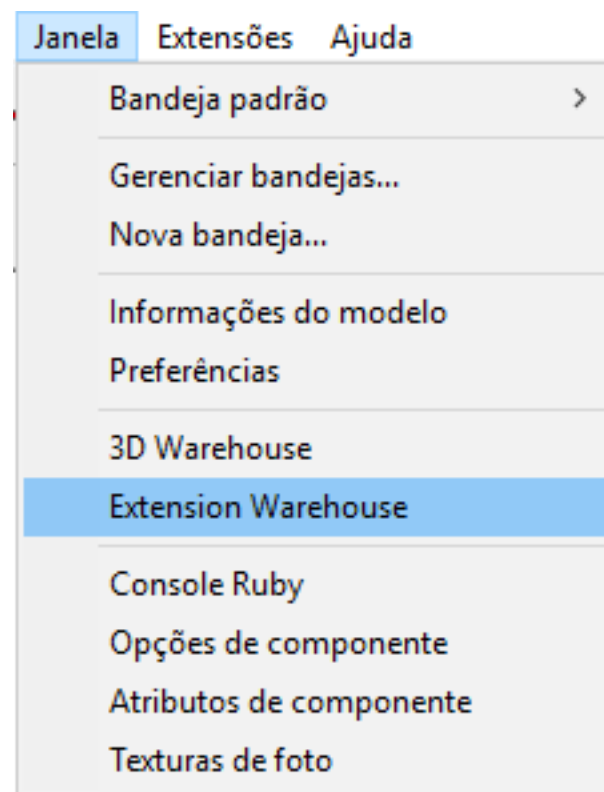 Janela Extensões Ajuda
Bandeja padrão
Gerenciar bandejas...
Nova bandeja...
Informações do modelo
Preferências
3D Warehouse
Extension Warehouse
Console Ruby
Opções de componente
Atributos de componente
Texturas de foto